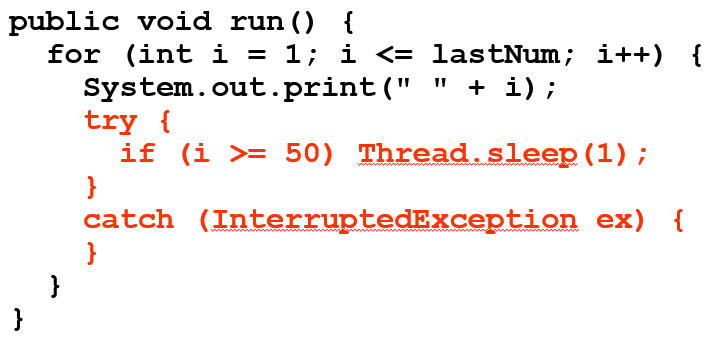 public void run() {
  for (int i = 1; i <= lastNum; i++) {
    System.out.print(" " + i);
    try {
      if (i >= 50) Thread.sleep(1);
    }
    catch (InterruptedException ex) {
    }
  }
}